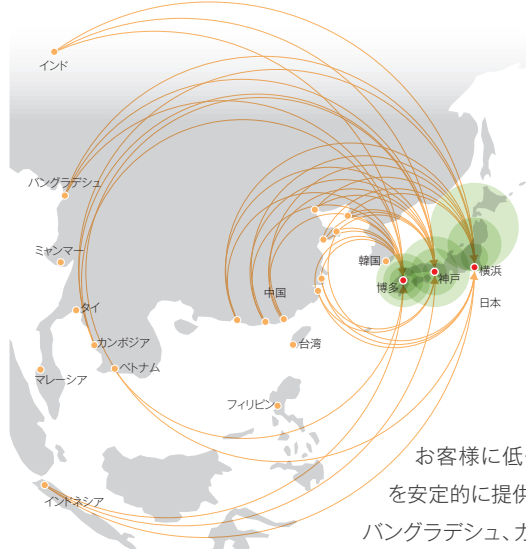 インド
バングラデシュ
ミャンマー
韓国
横浜
神戸
博多
中国
日本
タイ
カンボジア
台湾
ベトナム
マレーシア
フィリピン
インドネシア
お客様に低
を安定的に提供
バングラデシュ、カ